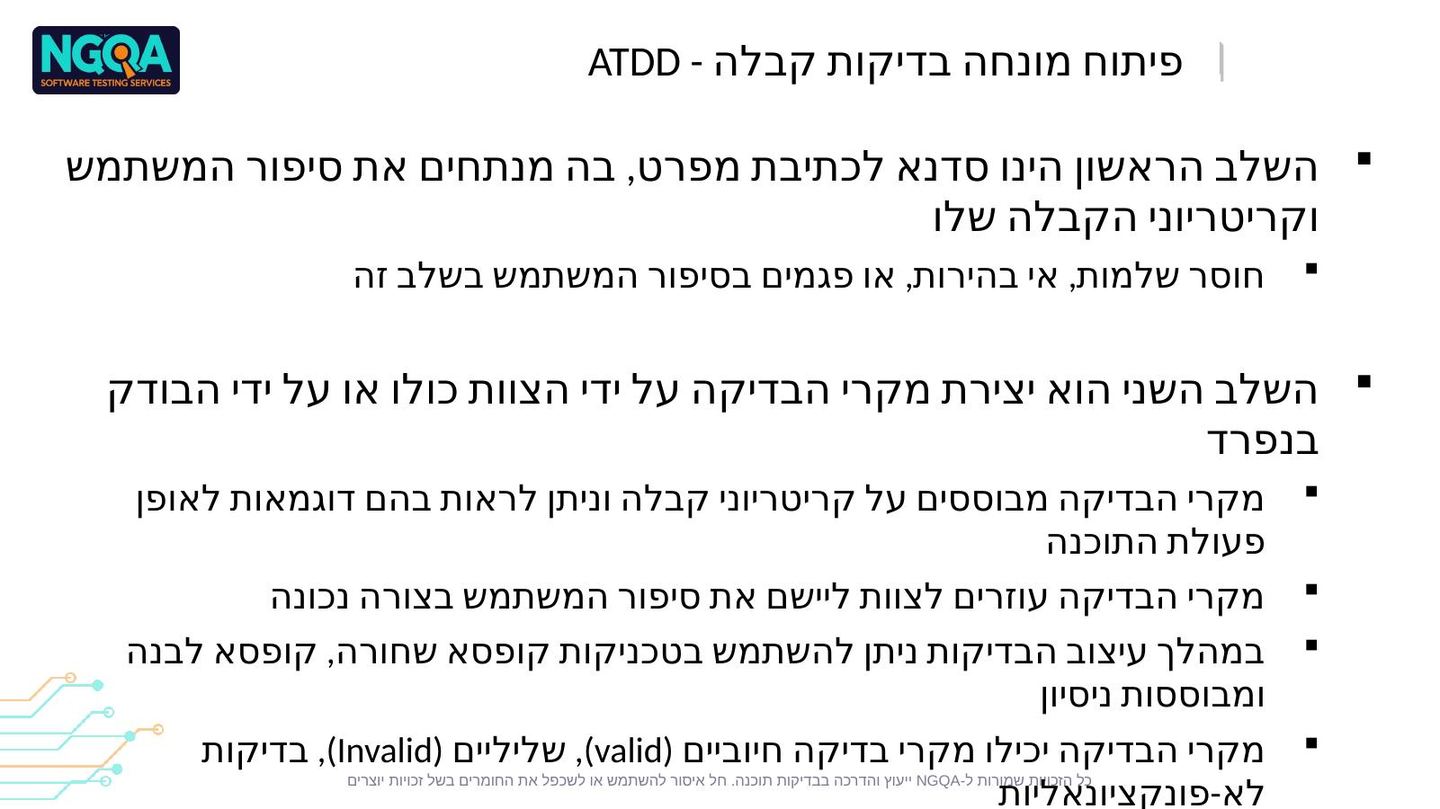 NGQA
SOFTWARE TESTING SERVICES
פיתוח מונחה בדיקות קבלה - ATDD
▪ השלב הראשון הינו סדנא לכתיבת מפרט, בה מנתחים את סיפור המשתמש
וקריטריוני הקבלה שלו
▪ חוסר שלמות, אי בהירות, או פגמים בסיפור המשתמש בשלב זה
▪ השלב השני הוא יצירת מקרי הבדיקה על ידי הצוות כולו או על ידי הבודק
בנפרד
▪ מקרי הבדיקה מבוססים על קריטריוני קבלה וניתן לראות בהם דוגמאות לאופן
פעולת התוכנה
▪ מקרי הבדיקה עוזרים לצוות ליישם את סיפור המשתמש בצורה נכונה
▪ במהלך עיצוב הבדיקות ניתן להשתמש בטכניקות קופסא שחורה, קופסא לבנה
ומבוססות ניסיון
▪ מקרי הבדיקה יכילו מקרי בדיקה חיוביים (valid), שליליים (Invalid), בדיקות
לא-פונקציונאליות
כל הזכויות שמורות ל-NGQA ייעוץ והדרכה בבדיקות תוכנה. חל איסור להשתמש או לשכפל את החומרים בשל זכויות יוצרים